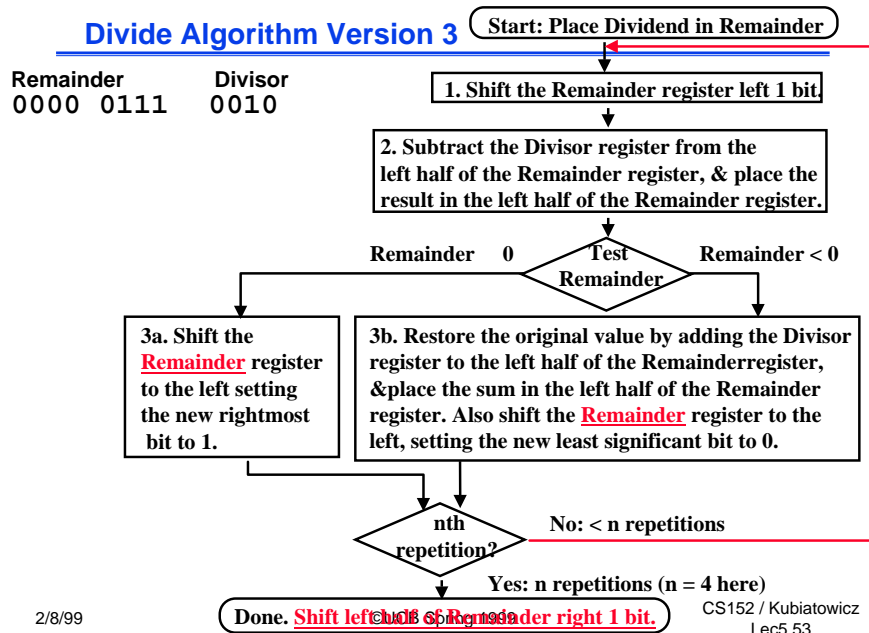 Divide Algorithm Version 3
Start: Place Dividend in Remainder
Remainder Divisor
0000 0111 0010
1. Shift the Remainder register left 1 bit.
2. Subtract the Divisor register from the
left half of the Remainder register, & place the
result in the left half of the Remainder register.
Remainder 0
Test
Remainder
Remainder < 0
3a. Shift the
Remainder register
to the left setting
the new rightmost
bit to 1.
3b. Restore the original value by adding the Divisor
register to the left half of the Remainderregister,
&place the sum in the left half of the Remainder
register. Also shift the Remainder register to the
left, setting the new least significant bit to 0.
nth
repetition?
No: < n repetitions
Yes: n repetitions (n = 4 here)
Done. Shift left half of Remainder right 1 bit.
2/8/99
©UCB Spring 1999
CS152 / Kubiatowicz
Lec5.53